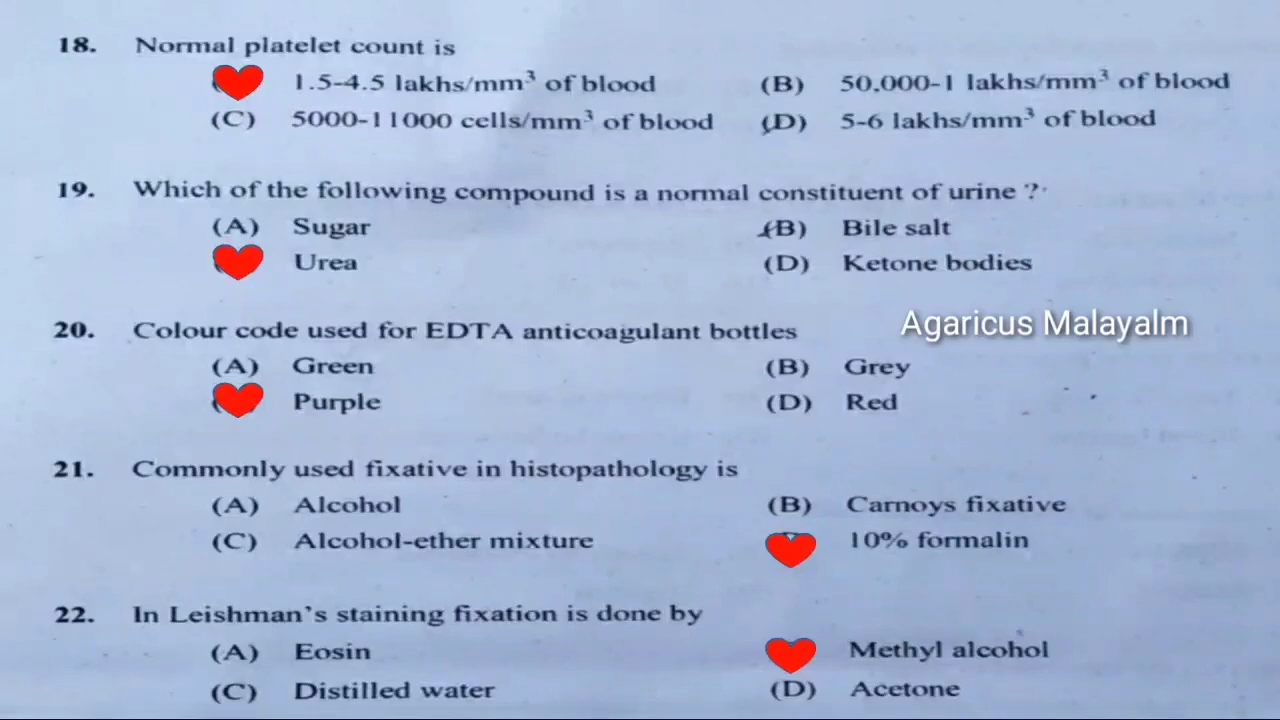 18. Normal platelet count is
1.5-4.5 lakhs/mm³ of blood (B) 50,000-1 lakhs/mm³ of blood
(C) 5000-11000 cells/mm³ of blood (D) 5-6 lakhs/mm³ of blood
19. Which of the following compound is a normal constituent of urine ?
(A) Sugar (B) Bile salt
Urea (D) Ketone bodies
20. Colour code used for EDTA anticoagulant bottles
Agaricus Malayalm
(A) Green (B) Grey
Purple (D) Red
21. Commonly used fixative in histopathology is
(A) Alcohol (B) Carnoys fixative
(C) Alcohol-ether mixture 10% formalin
22. In Leishman's staining fixation is done by
(A) Eosin Methyl alcohol
(C) Distilled water (D) Acetone